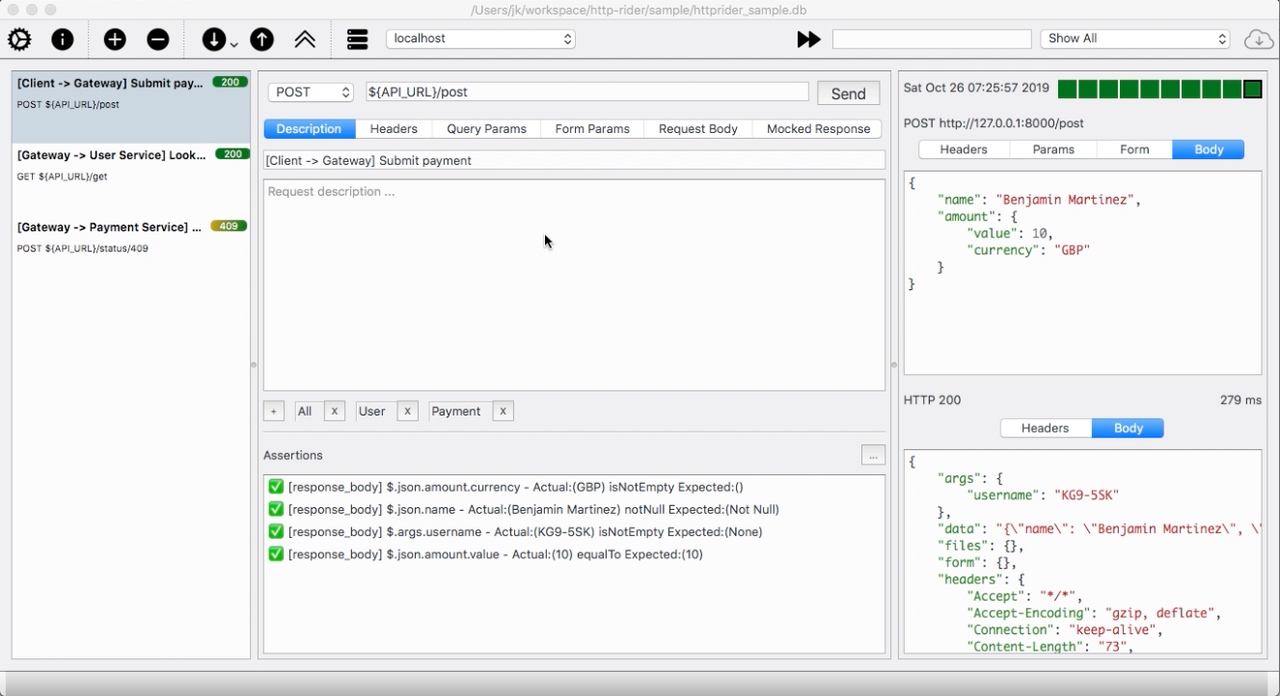 /Users/jk/workspace/http-rider/sample/httprider_sample.db
localhost
Show All
[Client -> Gateway] Submit pay... 200
POST ${API_URL}/post
[Gateway -> User Service] Look... 200
GET ${API_URL}/get
[Gateway -> Payment Service] ... 409
POST ${API_URL}/status/409
POST ${API_URL}/post Send
Description Headers Query Params Form Params Request Body Mocked Response
[Client -> Gateway] Submit payment
Request description ...
+ All x User x Payment x
Assertions ...
[response_body] $.json.amount.currency - Actual:(GBP) isNotEmpty Expected:()
[response_body] $.json.name - Actual:(Benjamin Martinez) notNull Expected:(Not Null)
[response_body] $.args.username - Actual:(KG9-5SK) isNotEmpty Expected:(None)
[response_body] $.json.amount.value - Actual:(10) equalTo Expected:(10)
Sat Oct 26 07:25:57 2019
POST http://127.0.0.1:8000/post
Headers Params Form Body
{
"name": "Benjamin Martinez",
"amount": {
"value": 10,
"currency": "GBP"
}
}
HTTP 200 279 ms
Headers Body
{
"args": {
"username": "KG9-5SK"
},
"data": "{\"name\": \"Benjamin Martinez\", \"
"files": {},
"form": {},
"headers": {
"Accept": "*/*",
"Accept-Encoding": "gzip, deflate",
"Connection": "keep-alive",
"Content-Length": "73",